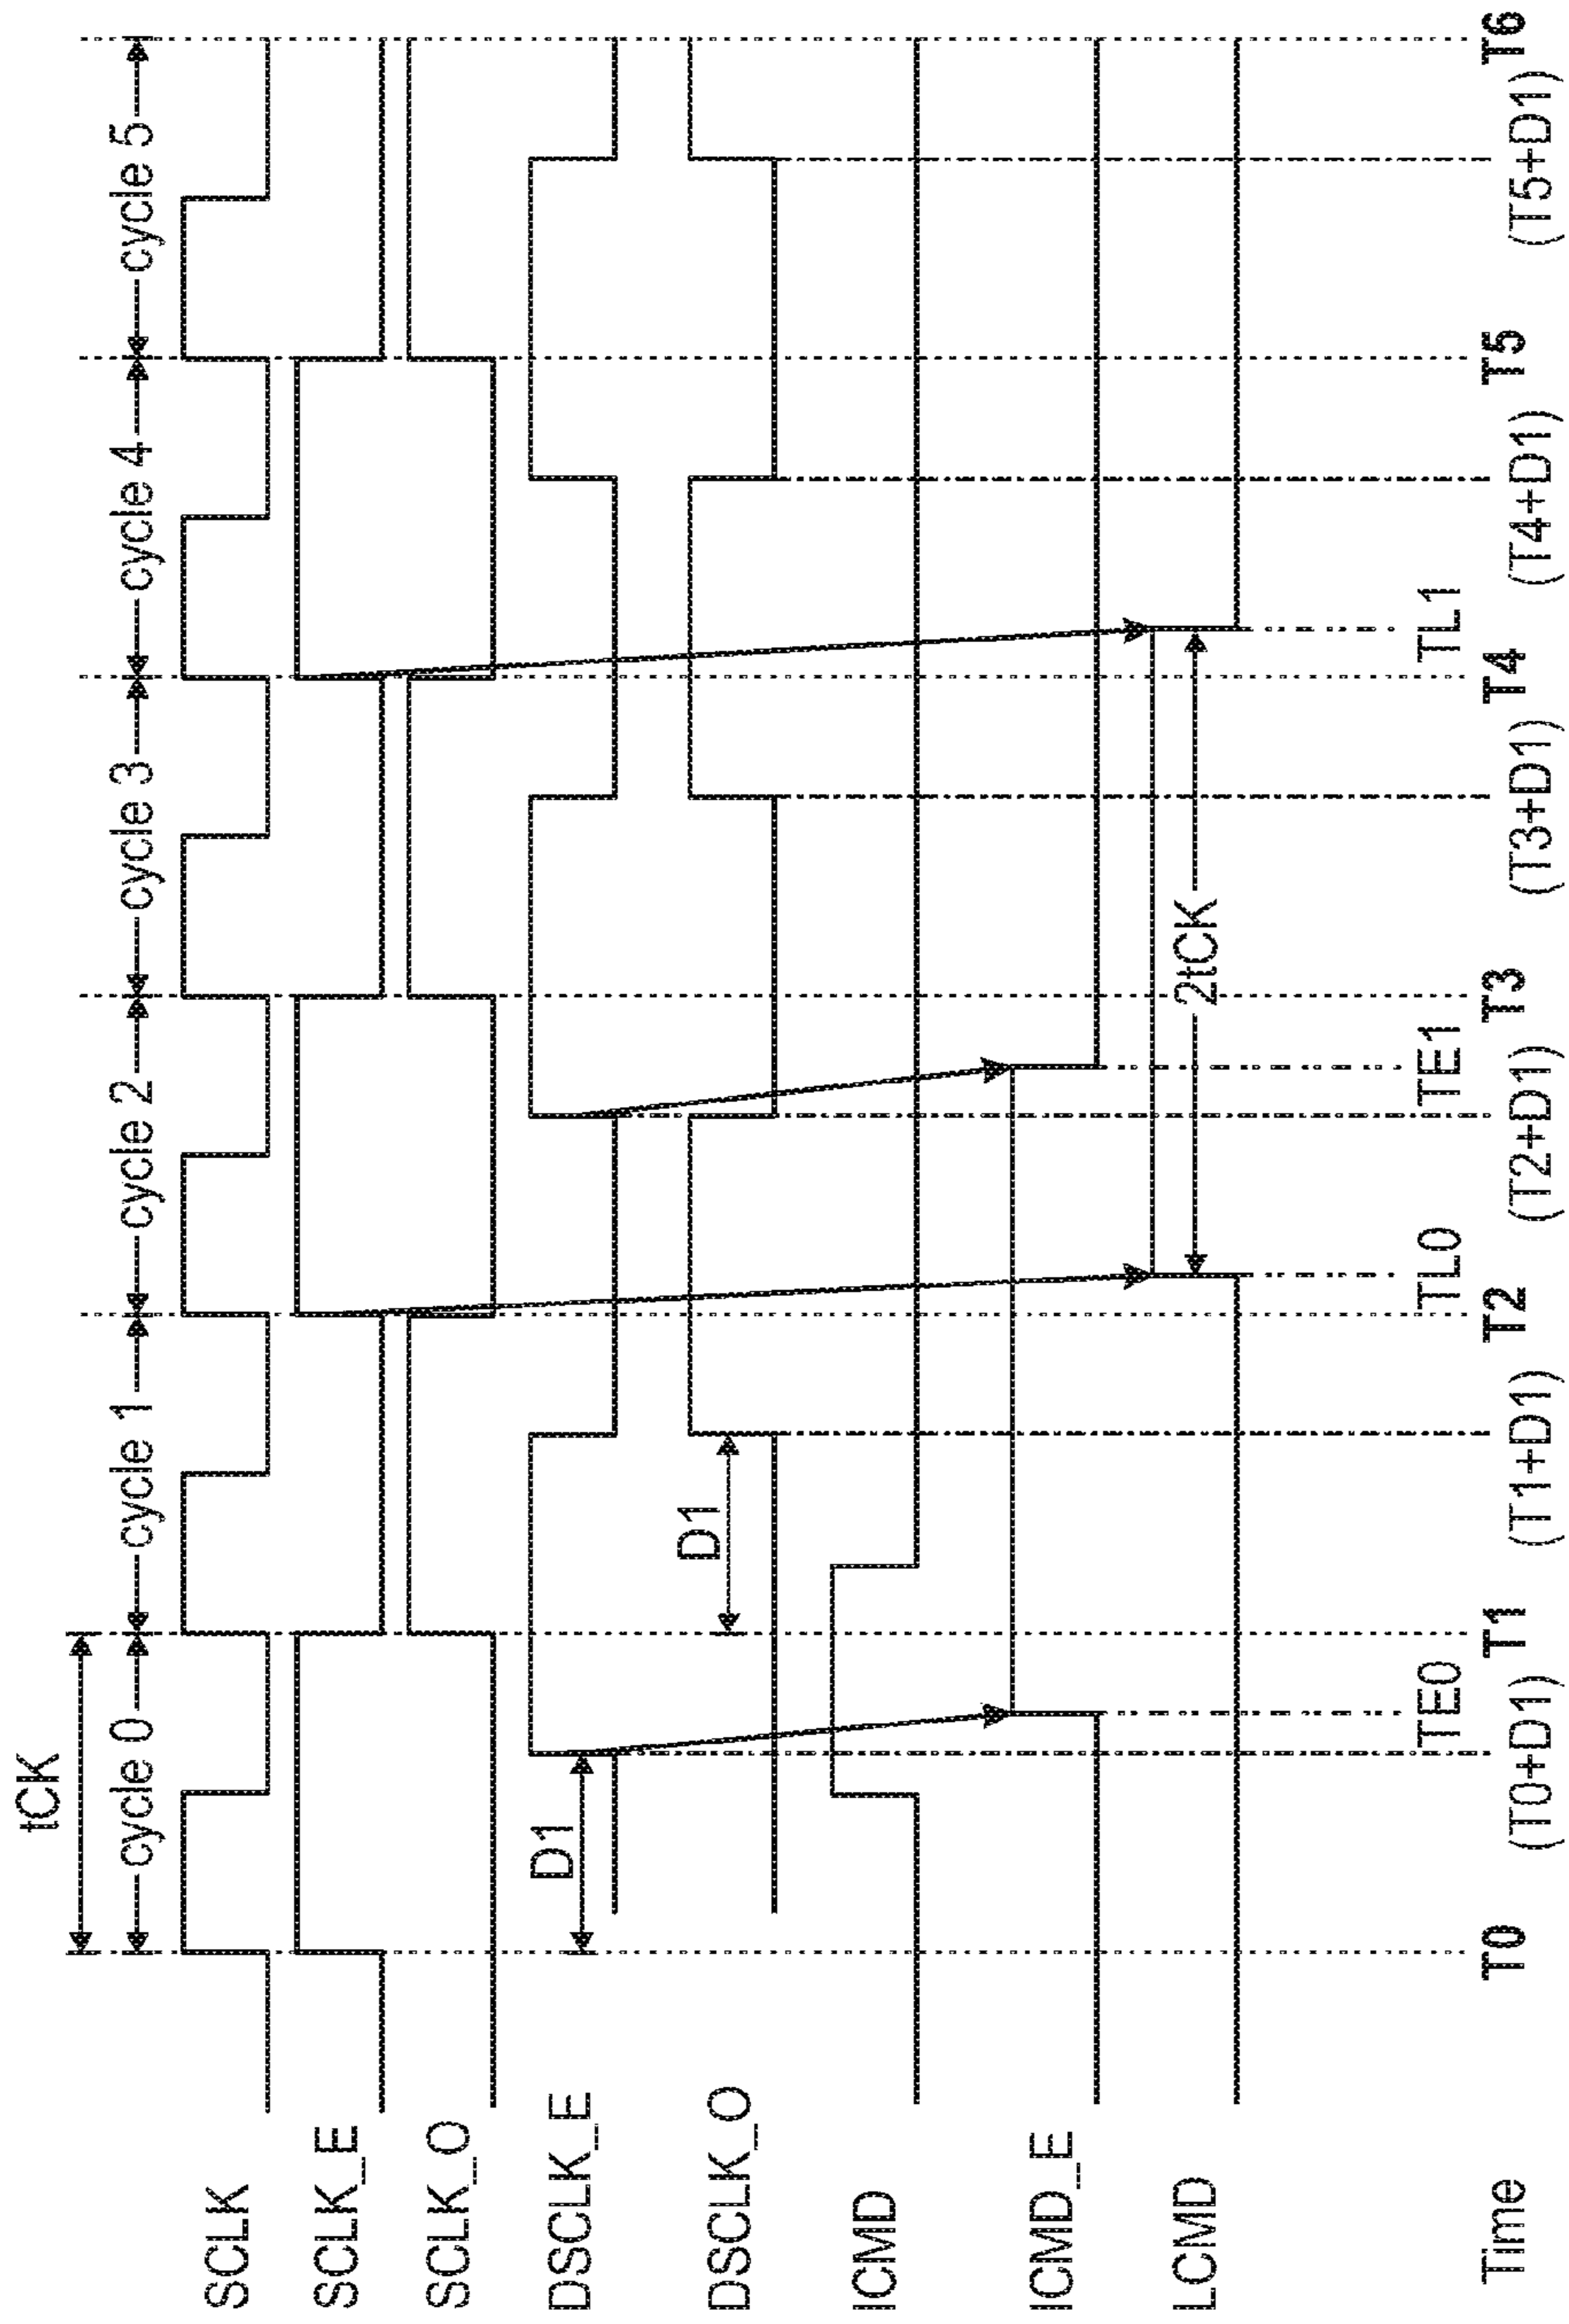 tCK
cycle 0
cycle 1
cycle 2
cycle 3
cycle 4
cycle 5
SCLK
SCLK_E
SCLK_O
DSCLK_E
D1
DSCLK_O
D1
ICMD
ICMD_E
LCMD
2tCK
TE0
TL0
TE1
TL1
Time
T0
T1
T2
T3
T4
T5
T6
(T0+D1)
(T1+D1)
(T2+D1)
(T3+D1)
(T4+D1)
(T5+D1)